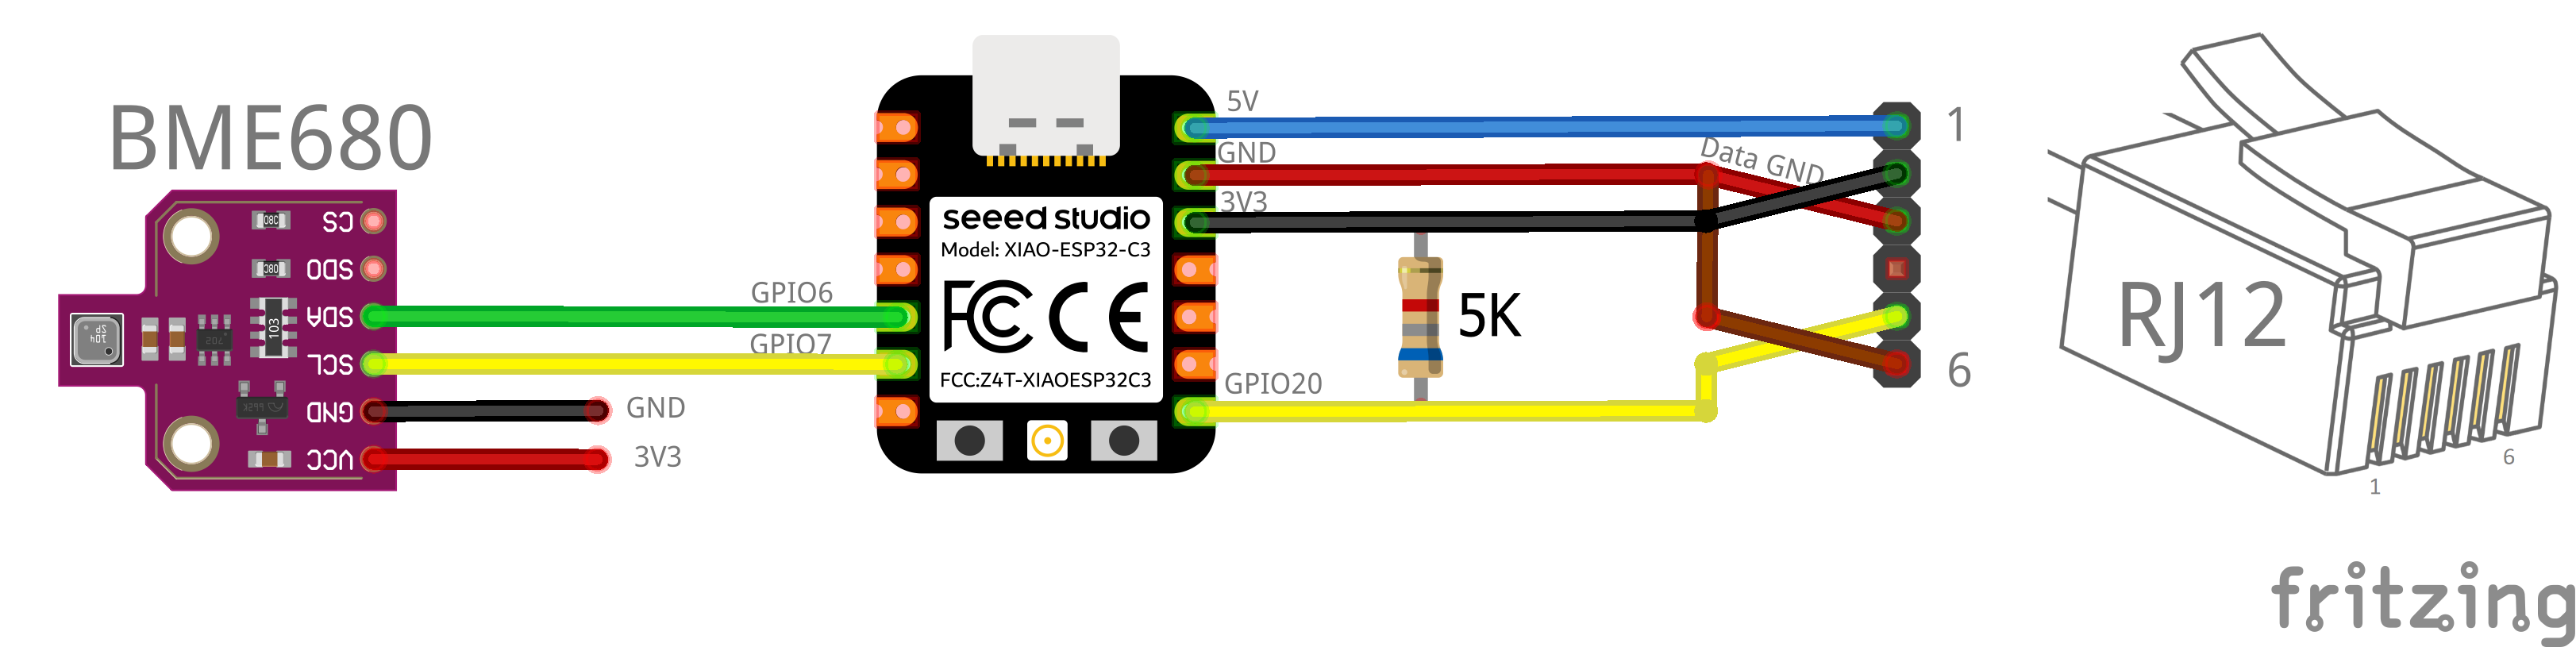 BME680
CS
SDO
SDA
SCL
GND
VCC
103
GPIO6
GPIO7
GND
3V3
seeed studio
Model: XIAO-ESP32-C3
FCC CE
FCC:Z4T-XIAOESP32C3
5V
GND
3V3
GPIO20
5K
Data GND
1
6
RJ12
1
6
fritzing